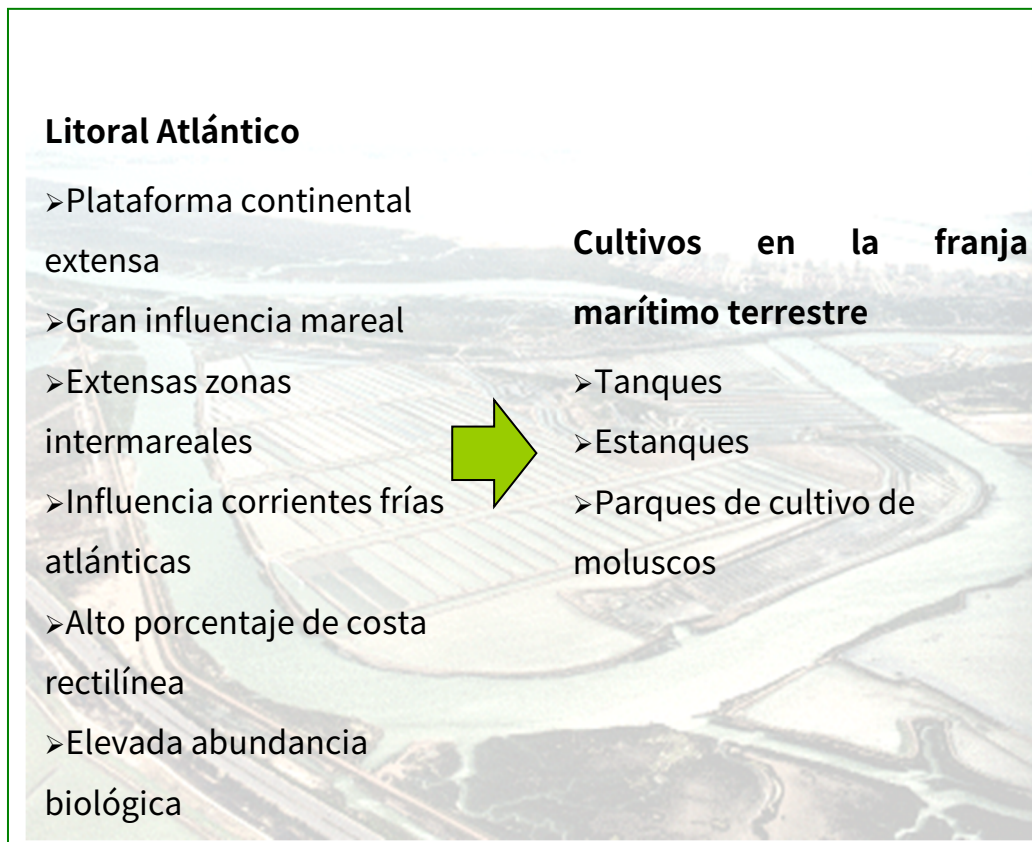 Litoral Atlántico
➢Plataforma continental
extensa
➢Gran influencia mareal
➢Extensas zonas
intermareales
➢Influencia corrientes frías
atlánticas
➢Alto porcentaje de costa
rectilínea
➢Elevada abundancia
biológica
Cultivos en la franja
marítimo terrestre
➢Tanques
➢Estanques
➢Parques de cultivo de
moluscos